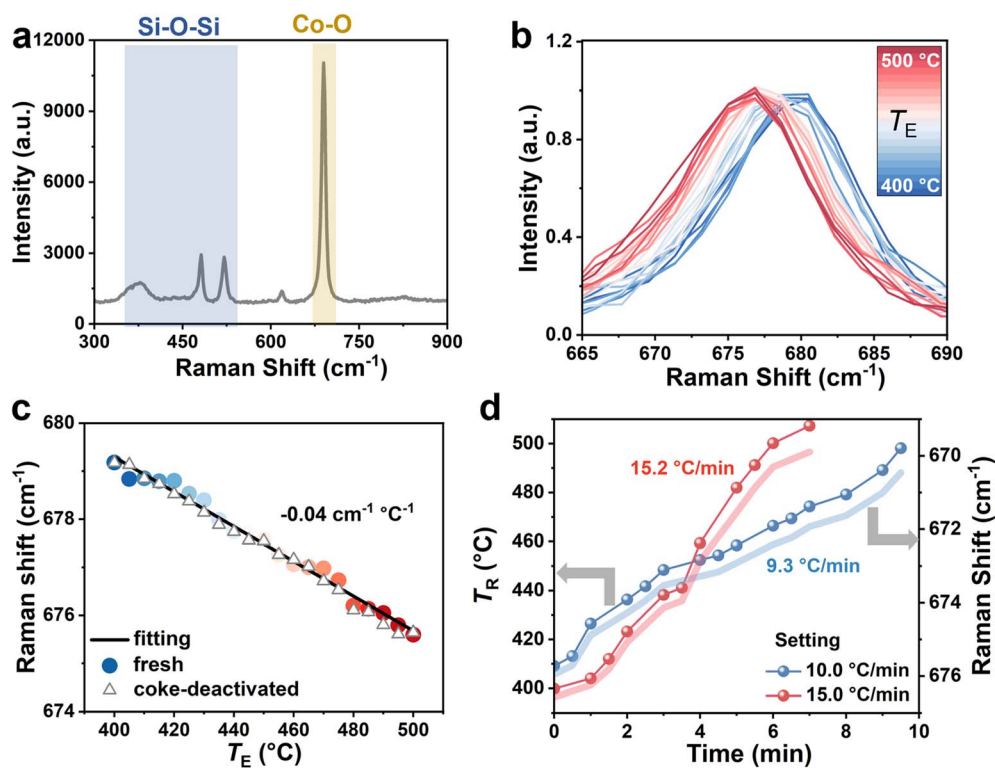 a
Si-O-Si
Co-O
12000
9000
6000
3000
0
Intensity (a.u.)
300
450
600
750
900
Raman Shift (cm⁻¹)
b
1.2
0.8
0.4
0.0
Intensity (a.u.)
500 °C
T_E
400 °C
665
670
675
680
685
690
Raman Shift (cm⁻¹)
c
680
678
676
674
Raman shift (cm⁻¹)
-0.04 cm⁻¹ °C⁻¹
fitting
fresh
coke-deactivated
400
420
440
460
480
500
T_E (°C)
d
500
480
460
440
420
400
T_R (°C)
15.2 °C/min
9.3 °C/min
Setting
10.0 °C/min
15.0 °C/min
670
672
674
676
Raman Shift (cm⁻¹)
0
2
4
6
8
10
Time (min)